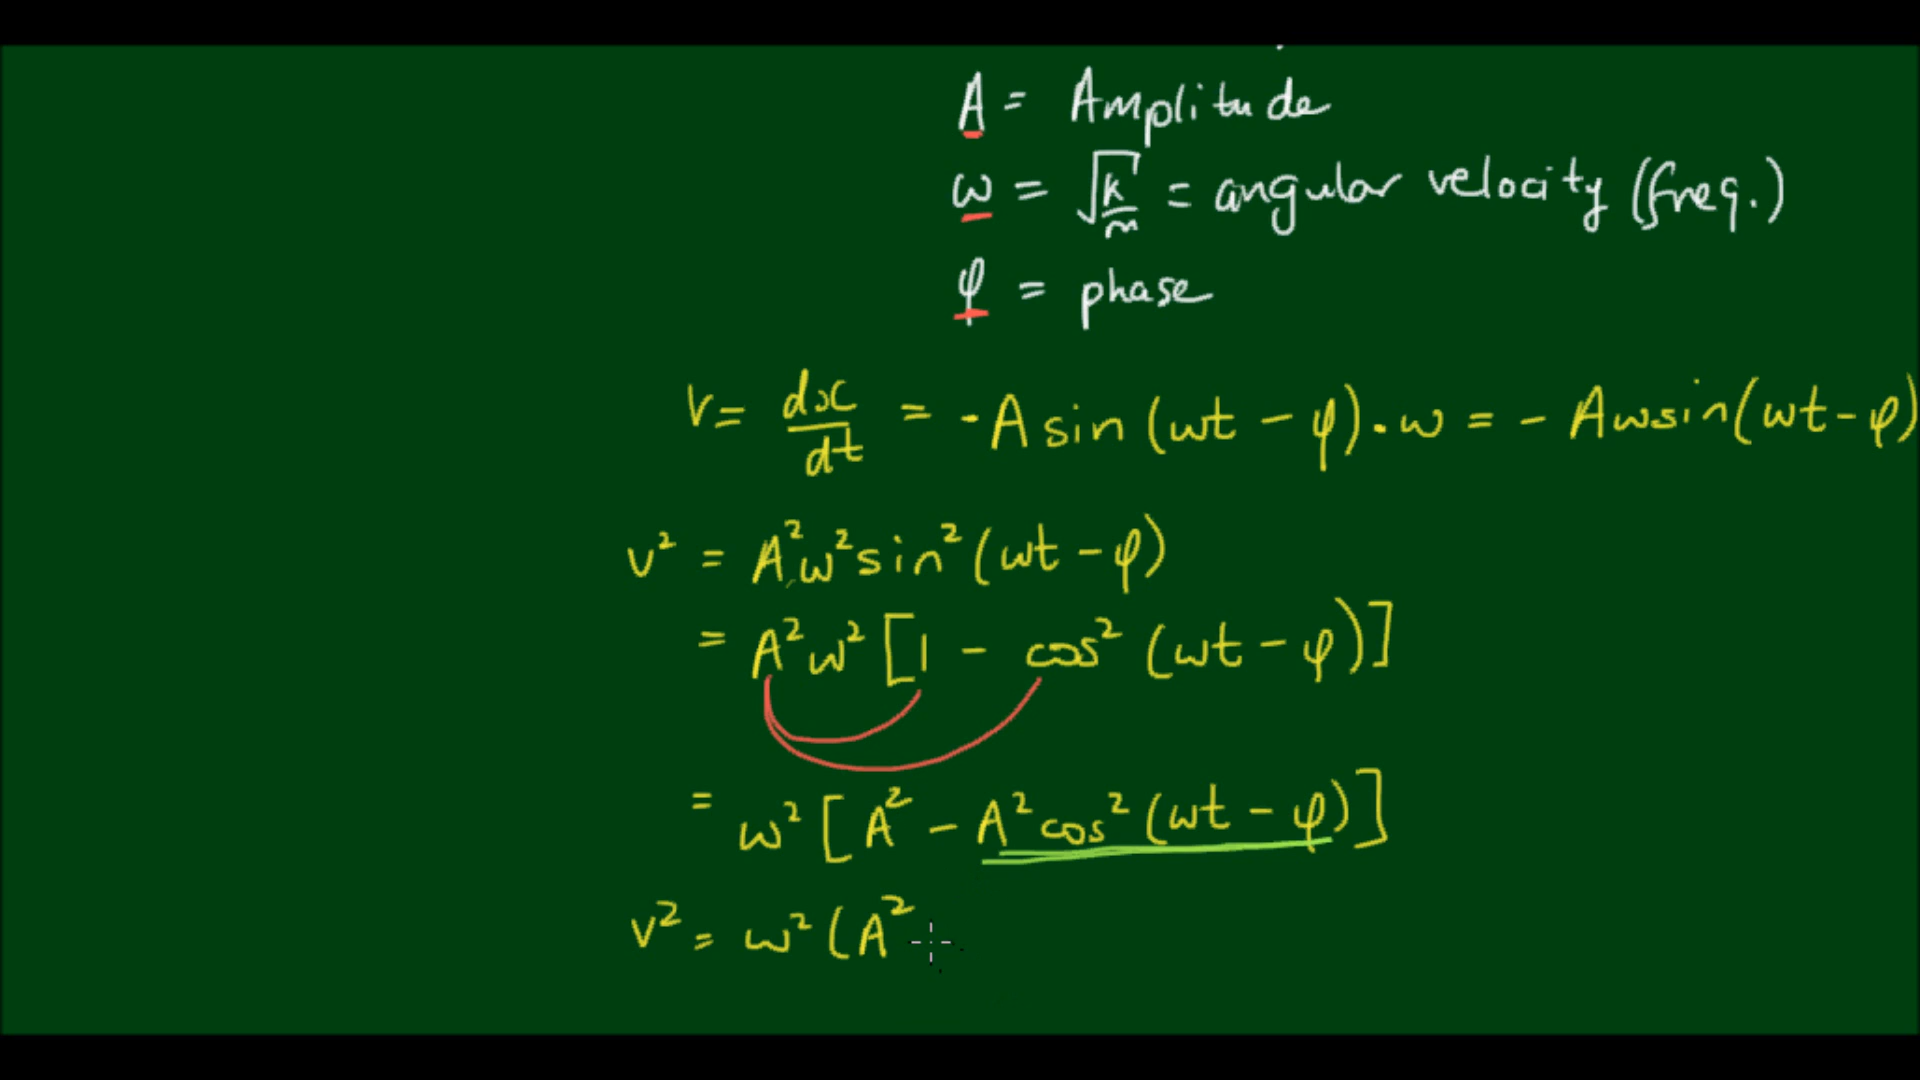 A = Amplitude
ω = √(k/m) = angular velocity (freq.)
φ = phase
V = dx/dt = -A sin (ωt - φ) · ω = - Aωsin(ωt - φ)
v² = A²ω²sin²(ωt - φ)
= A²ω² [1 - cos² (ωt - φ)]
= ω² [A² - A²cos² (ωt - φ)]
v² = ω² (A²